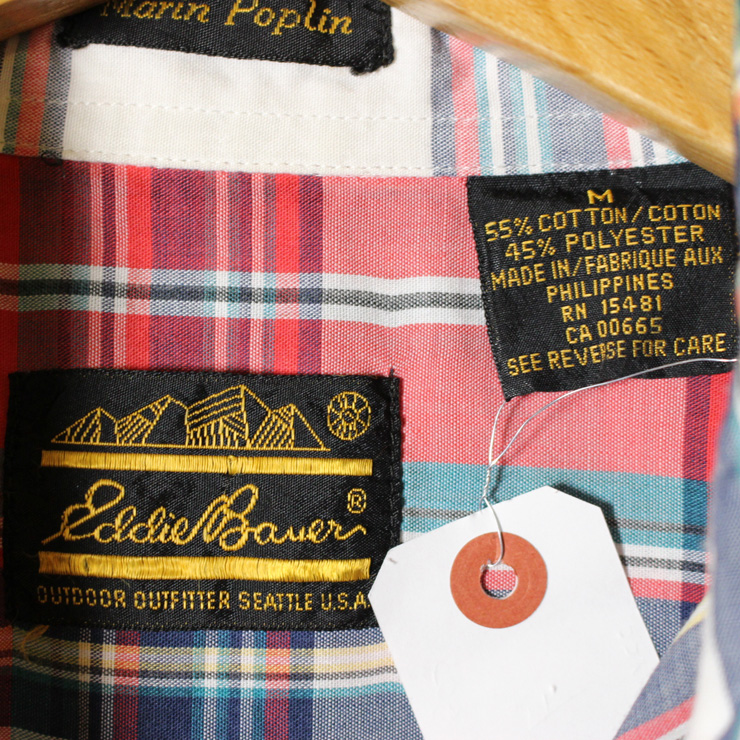 Marin Poplin
M
55% COTTON/COTON
45% POLYESTER
MADE IN/FABRIQUE AUX
PHILIPPINES
RN 15481
CA 00665
SEE REVERSE FOR CARE
Eddie Bauer®
OUTDOOR OUTFITTER SEATTLE U.S.A.